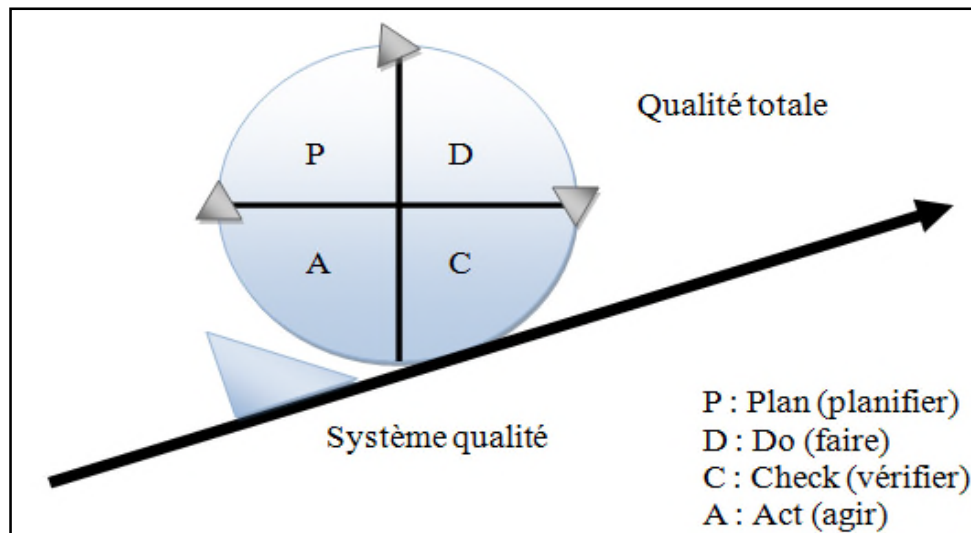 Qualité totale
P
D
A
C
Système qualité
P : Plan (planifier)
D : Do (faire)
C : Check (vérifier)
A : Act (agir)